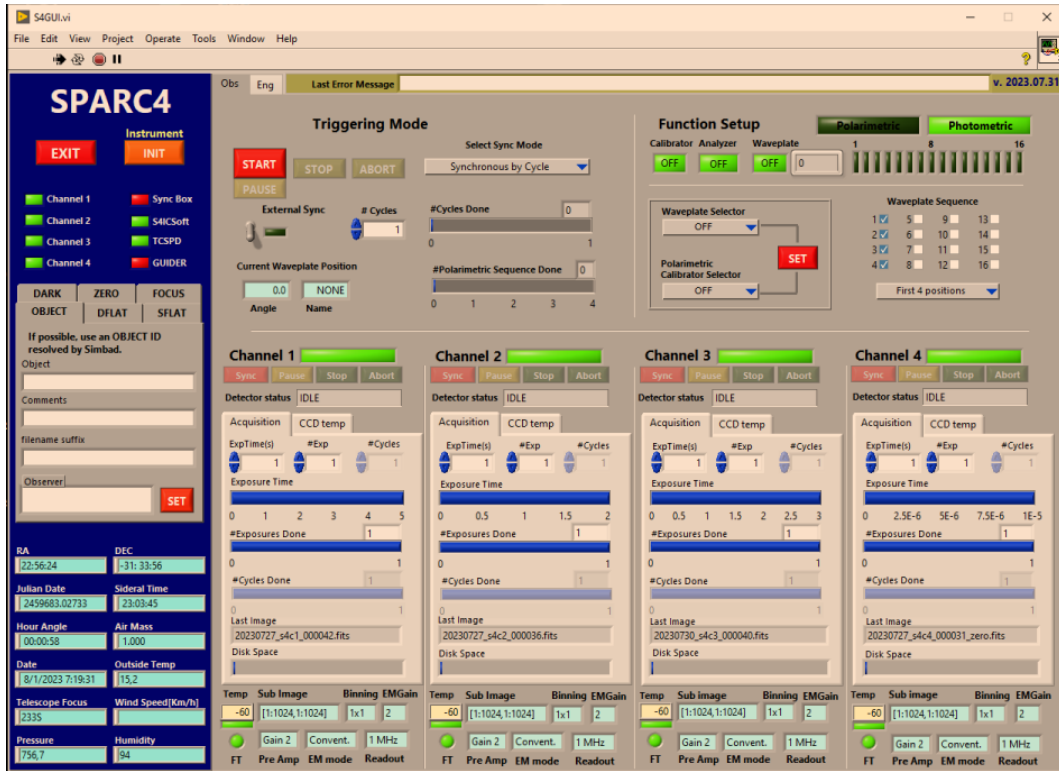 S4GUI.vi
File Edit View Project Operate Tools Window Help
Obs Eng Last Error Message v. 2023.07.31
SPARC4
Instrument
EXIT INIT
Channel 1 Sync Box
Channel 2 S4ICSoft
Channel 3 TCSPD
Channel 4 GUIDER
DARK ZERO FOCUS
OBJECT DFLAT SFLAT
If possible, use an OBJECT ID
resolved by Simbad.
Object
Comments
filename suffix
Observer
SET
RA DEC
22:56:24 -31: 33:56
Julian Date Sideral Time
2459683.02733 23:03:45
Hour Angle Air Mass
00:00:58 1.000
Date Outside Temp
8/1/2023 7:19:31 15,2
Telescope Focus Wind Speed[Km/h]
2335
Pressure Humidity
756,7 94
Triggering Mode
START STOP ABORT
PAUSE
Select Sync Mode
Synchronous by Cycle
External Sync # Cycles
1
#Cycles Done 0
0 1
Current Waveplate Position
0.0 NONE
Angle Name
#Polarimetric Sequence Done 0
0 1 2 3 4
Function Setup Polarimetric Photometric
Calibrator Analyzer Waveplate 1 8 16
OFF OFF OFF 0
Waveplate Selector
OFF
SET
Polarimetric
Calibrator Selector
OFF
Waveplate Sequence
1 5 9 13
2 6 10 14
3 7 11 15
4 8 12 16
First 4 positions
Channel 1
Sync Pause Stop Abort
Detector status IDLE
Acquisition CCD temp
ExpTime(s) #Exp #Cycles
1 1 1
Exposure Time
0 1 2 3 4 5
#Exposures Done 1
0 1
#Cycles Done 1
0 1
Last Image
20230727_s4c1_000042.fits
Disk Space
Temp Sub Image Binning EMGain
-60 [1:1024,1:1024] 1x1 2
Gain 2 Convent. 1 MHz
FT Pre Amp EM mode Readout
Channel 2
Sync Pause Stop Abort
Detector status IDLE
Acquisition CCD temp
ExpTime(s) #Exp #Cycles
1 1 1
Exposure Time
0 0.5 1 1.5 2
#Exposures Done 1
0 1
#Cycles Done 1
0 1
Last Image
20230727_s4c2_000036.fits
Disk Space
Temp Sub Image Binning EMGain
-60 [1:1024,1:1024] 1x1 2
Gain 2 Convent. 1 MHz
FT Pre Amp EM mode Readout
Channel 3
Sync Pause Stop Abort
Detector status IDLE
Acquisition CCD temp
ExpTime(s) #Exp #Cycles
1 1 1
Exposure Time
0 0.5 1 1.5 2 2.5 3
#Exposures Done 1
0 1
#Cycles Done 1
0 1
Last Image
20230730_s4c3_000040.fits
Disk Space
Temp Sub image Binning EMGain
-60 [1:1024,1:1024] 1x1 2
Gain 2 Convent. 1 MHz
FT Pre Amp EM mode Readout
Channel 4
Sync Pause Stop Abort
Detector status IDLE
Acquisition CCD temp
ExpTime(s) #Exp #Cycles
1 1 1
Exposure Time
0 2.5E-6 5E-6 7.5E-6 1E-5
#Exposures Done 1
0 1
#Cycles Done 1
0 1
Last Image
20230727_s4c4_000031_zero.fits
Disk Space
Temp Sub image Binning EMGain
-60 [1:1024,1:1024] 1x1 2
Gain 2 Convent. 1 MHz
FT Pre Amp EM mode Readout